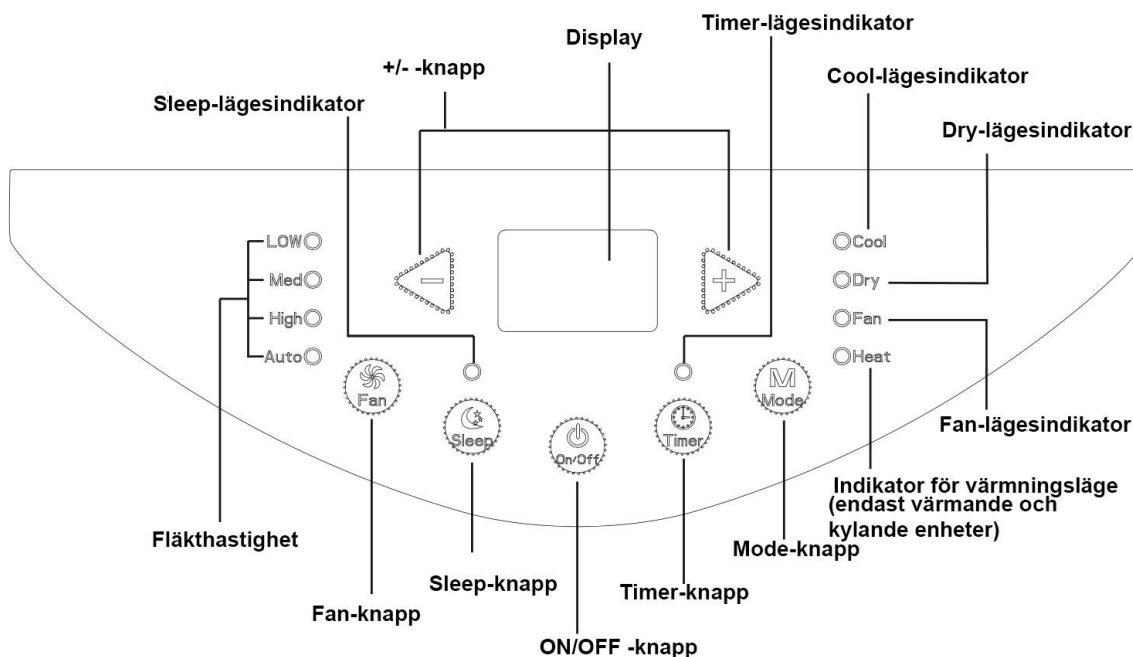 Timer-lägesindikator
Display
+/- -knapp
Cool-lägesindikator
Sleep-lägesindikator
Dry-lägesindikator
LOW
Med
High
Auto
−
+
Cool
Dry
Fan
Heat
Fan
Sleep
On/Off
Timer
M
Mode
Fan-lägesindikator
Indikator för värmningsläge
(endast värmande och
kylande enheter)
Fläkthastighet
Mode-knapp
Sleep-knapp
Timer-knapp
Fan-knapp
ON/OFF -knapp